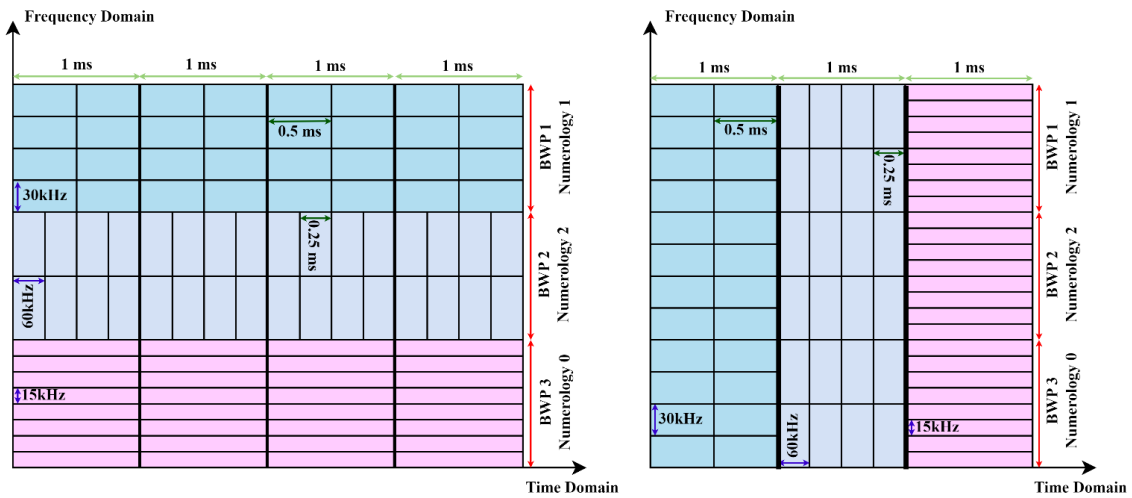 Frequency Domain
1 ms
1 ms
1 ms
1 ms
0.5 ms
30kHz
0.25 ms
60kHz
15kHz
BWP 1
Numerology 1
BWP 2
Numerology 2
BWP 3
Numerology 0
Time Domain
Frequency Domain
1 ms
1 ms
1 ms
0.5 ms
0.25 ms
30kHz
60kHz
15kHz
BWP 1
Numerology 1
BWP 2
Numerology 2
BWP 3
Numerology 0
Time Domain